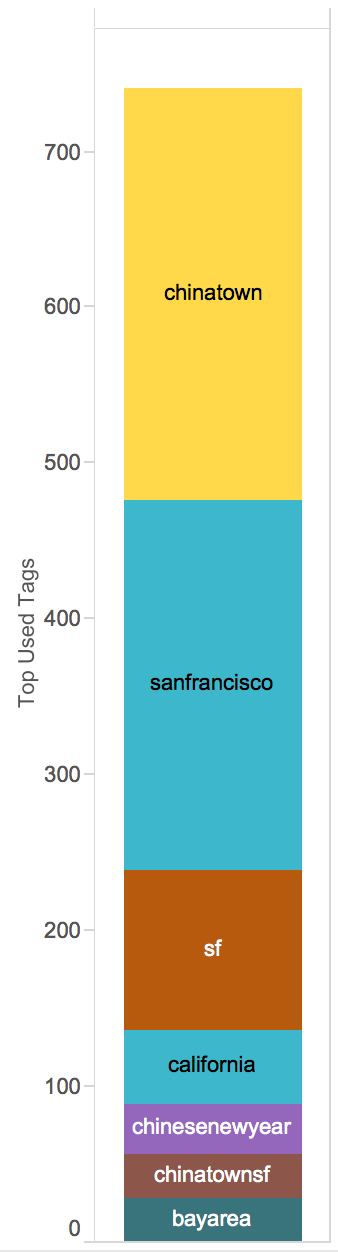 700
chinatown
600
500
sanfrancisco
400
300
Top Used Tags
200
sf
california
100
chinesenewyear
chinatownsf
bayarea
0